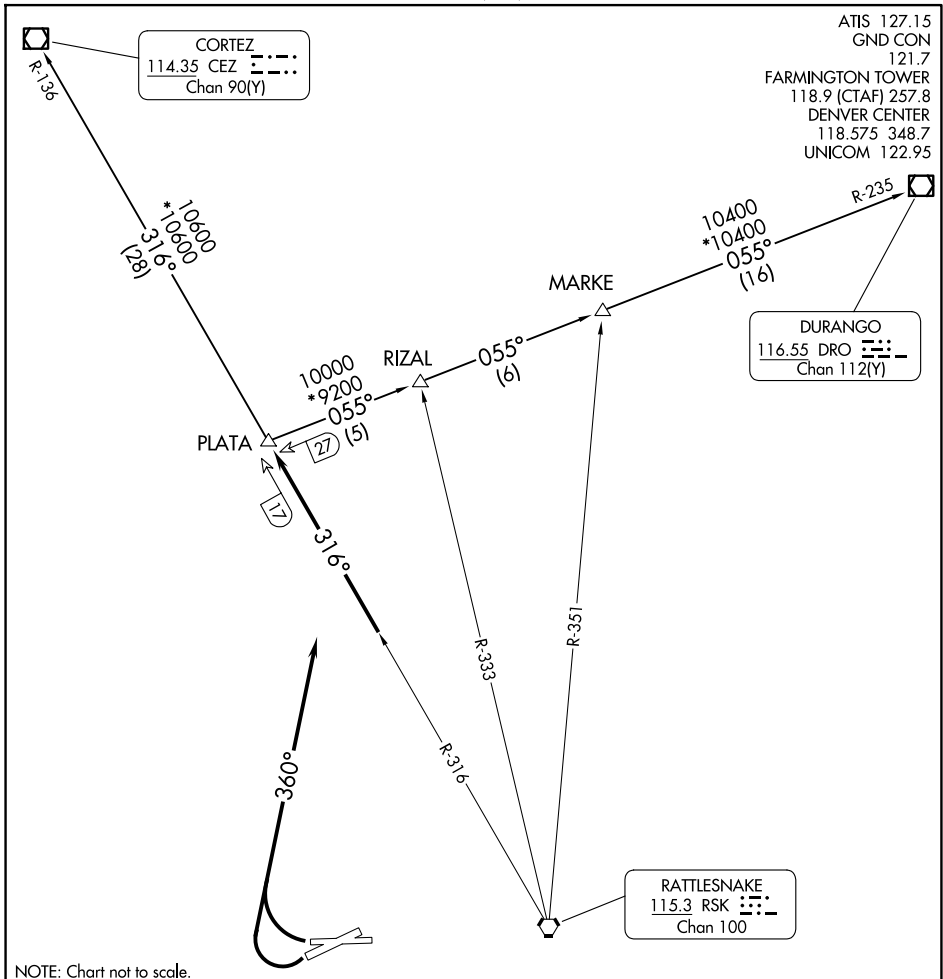 ATIS 127.15
GND CON
121.7
FARMINGTON TOWER
118.9 (CTAF) 257.8
DENVER CENTER
118.575 348.7
UNICOM 122.95
CORTEZ
114.35 CEZ
Chan 90(Y)
R-136
10600
*10600
316°
(28)
R-235
10400
*10400
055°
(16)
MARKE
DURANGO
116.55 DRO
Chan 112(Y)
RIZAL
055°
(6)
10000
*9200
055°
(5)
PLATA
27
17
316°
R-333
R-351
R-316
360°
RATTLESNAKE
115.3 RSK
Chan 100
NOTE: Chart not to scale.